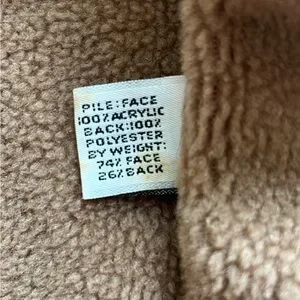 PILE:FACE
100%ACRYLIC
BACK:100%
POLYESTER
BY WEIGHT:
74% FACE
26%BACK